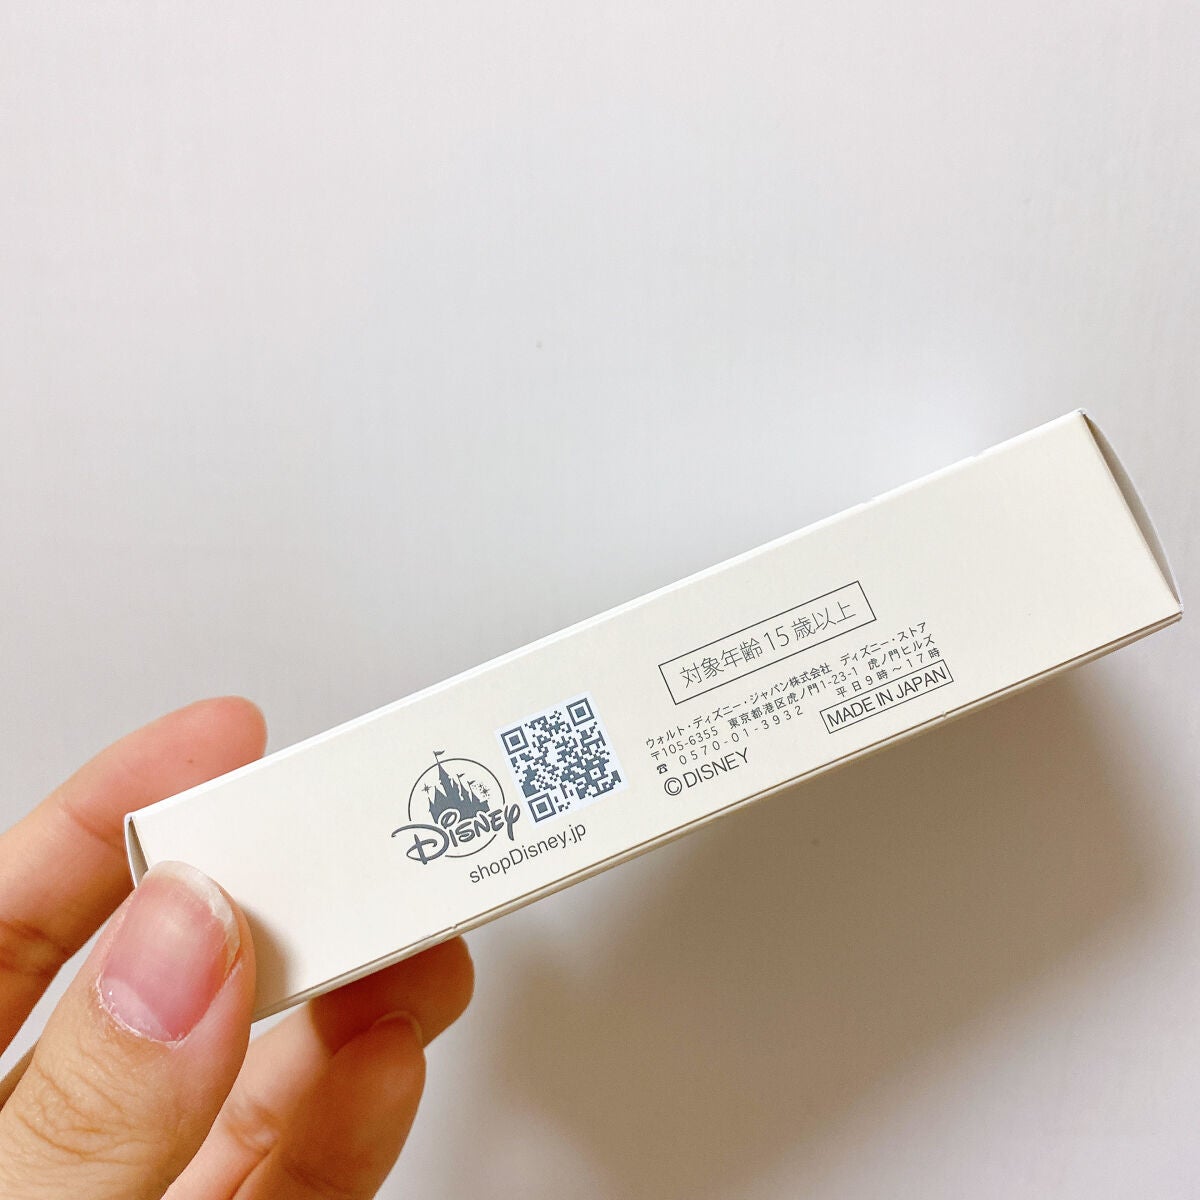 対象年齢15歳以上
ウォルト・ディズニー・ジャパン株式会社 ディズニー・ストア
〒105-6355 東京都港区虎ノ門1-23-1 虎ノ門ヒルズ
☎ 0570-01-3932 平日9時～17時
©DISNEY
MADE IN JAPAN
DISNEY
shopDisney.jp